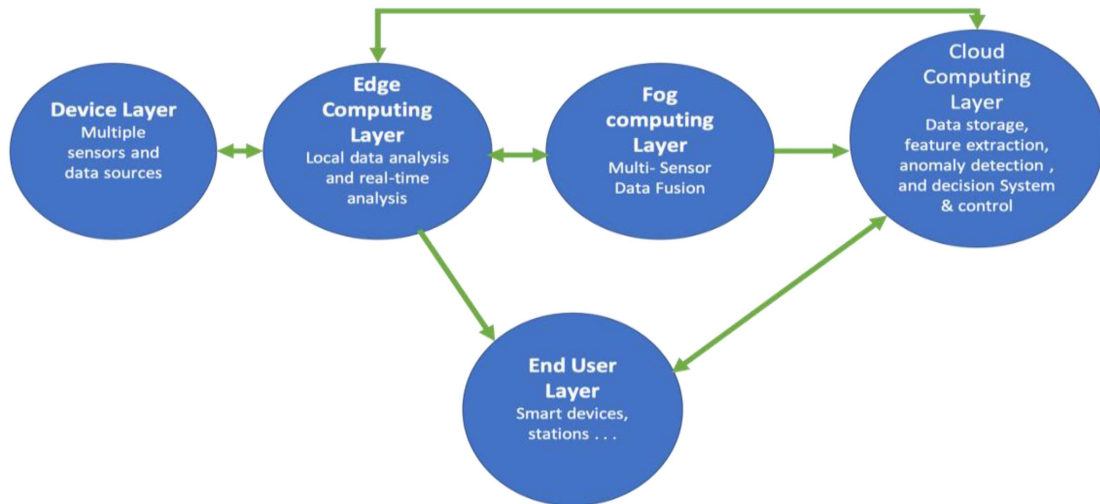 Device Layer
Multiple
sensors and
data sources
Edge
Computing
Layer
Local data analysis
and real-time
analysis
Fog
computing
Layer
Multi- Sensor
Data Fusion
Cloud
Computing
Layer
Data storage,
feature extraction,
anomaly detection ,
and decision System
& control
End User
Layer
Smart devices,
stations . . .